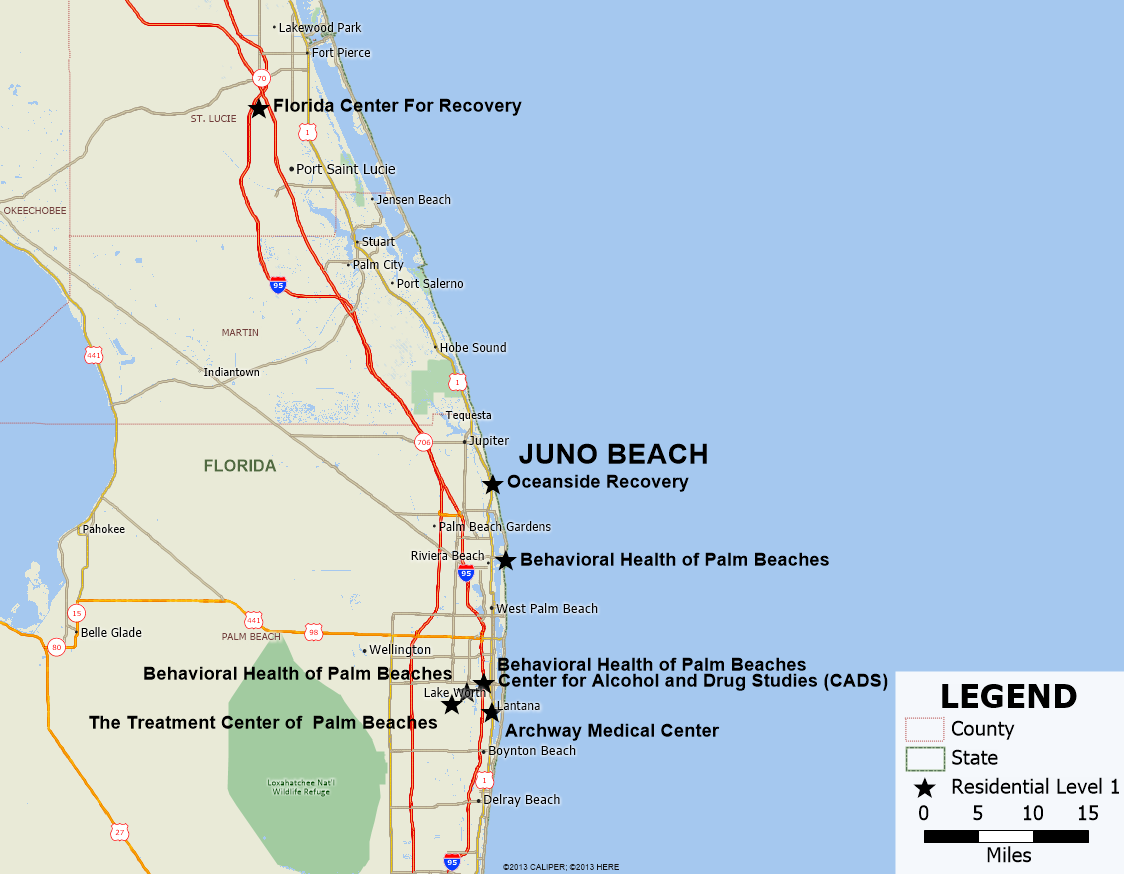 Lakewood Park
Fort Pierce
70
Florida Center For Recovery
ST. LUCIE
1
Port Saint Lucie
Jensen Beach
OKEECHOBEE
Stuart
Palm City
95
Port Salerno
MARTIN
Hobe Sound
441
Indiantown
1
Tequesta
706
Jupiter
JUNO BEACH
FLORIDA
Oceanside Recovery
Palm Beach Gardens
Pahokee
Riviera Beach
Behavioral Health of Palm Beaches
95
West Palm Beach
15
441
98
PALM BEACH
Belle Glade
80
Wellington
Behavioral Health of Palm Beaches
Behavioral Health of Palm Beaches
Center for Alcohol and Drug Studies (CADS)
Lake Worth
Lantana
The Treatment Center of Palm Beaches
Archway Medical Center
Boynton Beach
1
Loxahatchee Nat'l
Wildlife Refuge
Delray Beach
27
95
©2013 CALIPER; ©2013 HERE
LEGEND
County
State
Residential Level 1
0 5 10 15
Miles